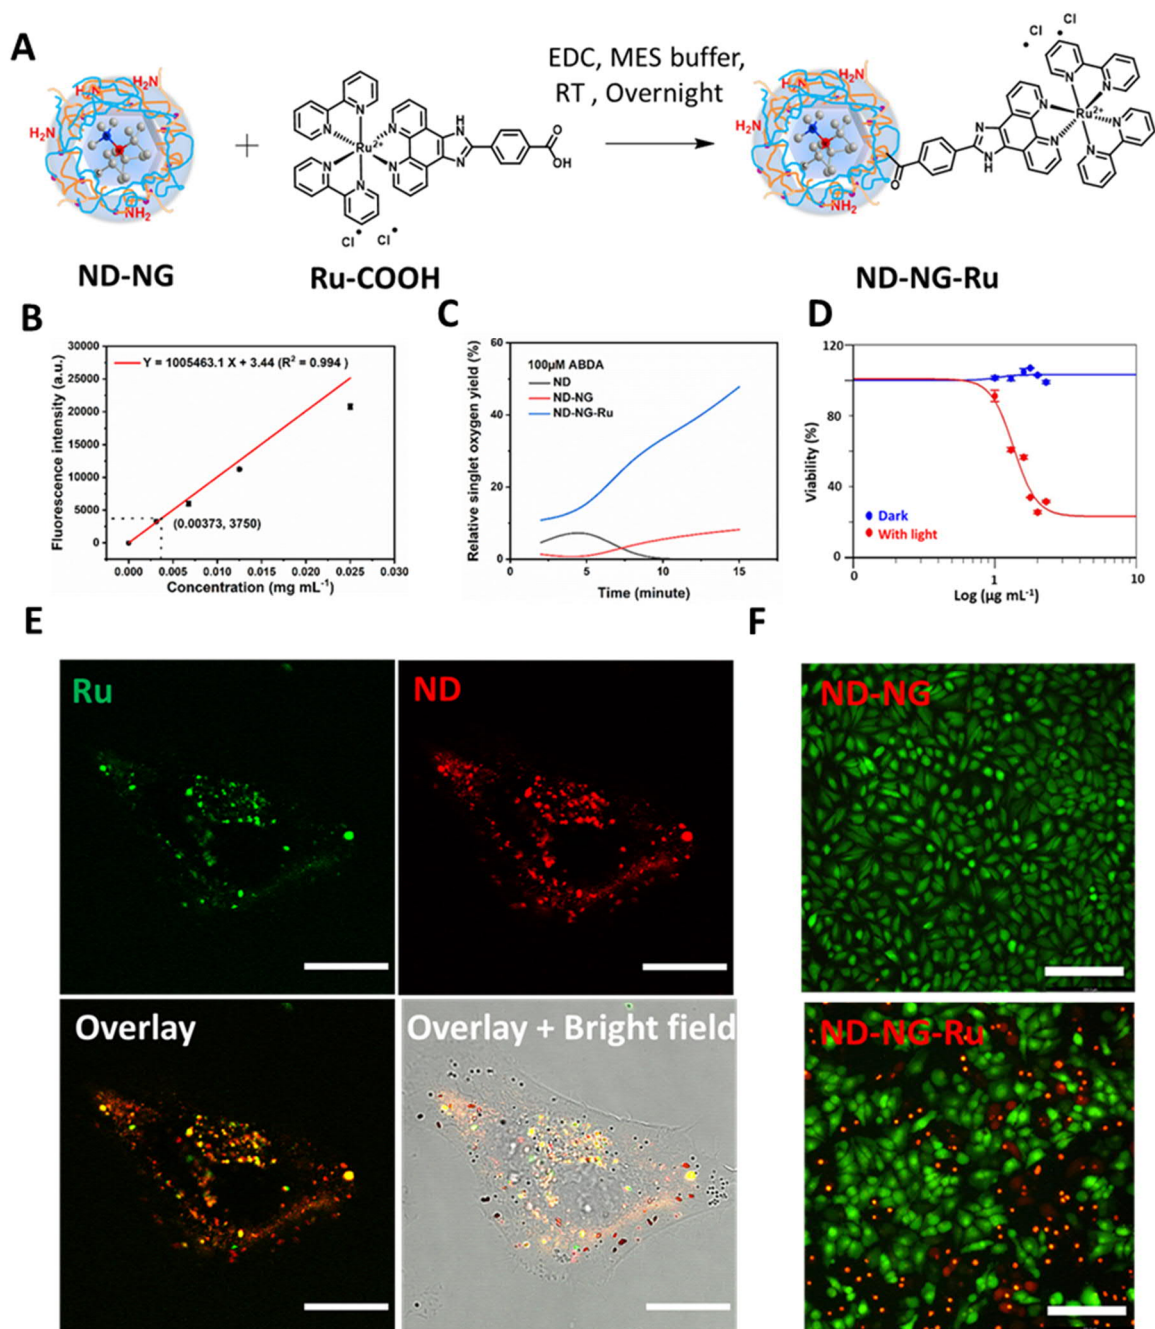 A
EDC, MES buffer,
RT , Overnight
H₂N
H₂N
H₂N
NH₂
+
N
N
N
N
N
N
Ru²⁺
H
N
N
O
OH
Cl
Cl
H₂N
H₂N
H₂N
NH₂
O
N
N
H
N
N
N
N
N
N
Ru²⁺
Cl
Cl
ND-NG
Ru-COOH
ND-NG-Ru
B
Fluorescence intensity (a.u.)
30000
25000
20000
15000
10000
5000
0
Y = 1005463.1 X + 3.44 (R² = 0.994 )
(0.00373, 3750)
0.000
0.005
0.010
0.015
0.020
0.025
0.030
Concentration (mg mL⁻¹)
C
Relative singlet oxygen yield (%)
60
40
20
0
100µM ABDA
ND
ND-NG
ND-NG-Ru
0
5
10
15
20
Time (minute)
D
Viability (%)
120
80
40
0
Dark
With light
0
1
10
Log (µg mL⁻¹)
E
Ru
ND
Overlay
Overlay + Bright field
F
ND-NG
ND-NG-Ru